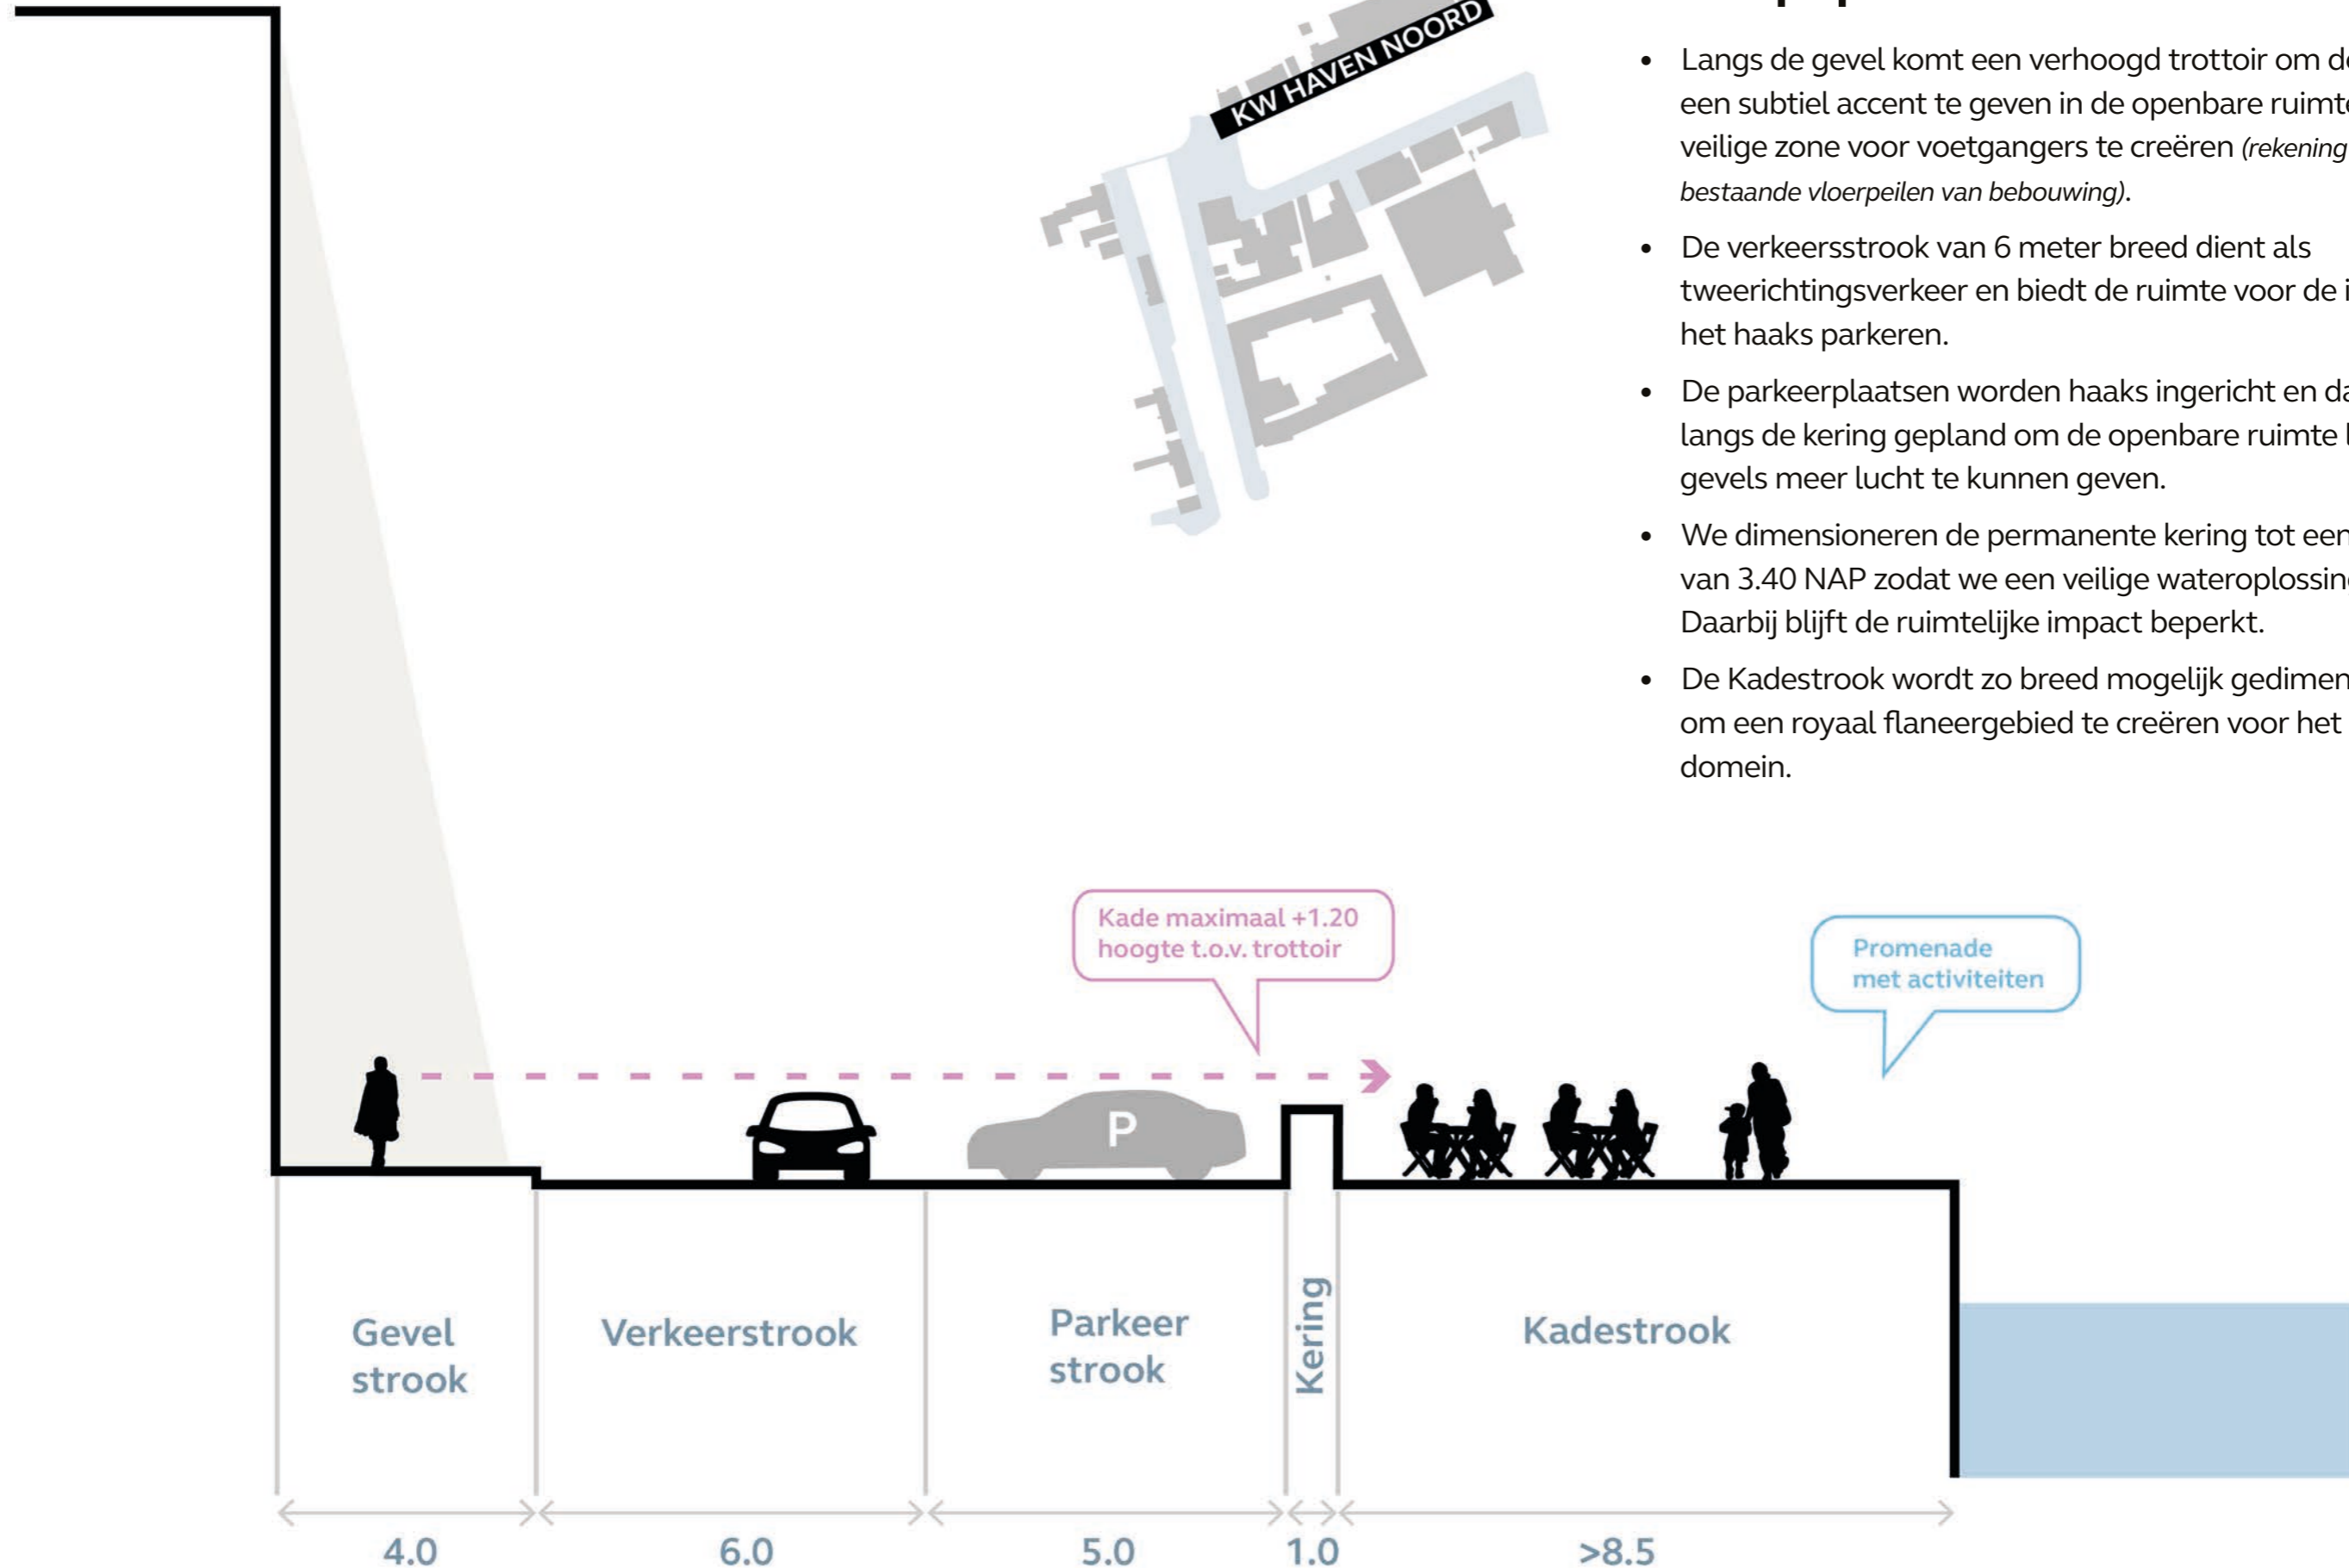 KW HAVEN NOORD
• Langs de gevel komt een verhoogd trottoir om
een subtiel accent te geven in de openbare
veilige zone voor voetgangers te creëren (rekening
bestaande vloerpeilen van bebouwing).
• De verkeersstrook van 6 meter breed dient als
tweerichtingsverkeer en biedt de ruimte voor de
het haaks parkeren.
• De parkeerplaatsen worden haaks ingericht en
langs de kering gepland om de openbare ruimte
gevels meer lucht te kunnen geven.
• We dimensioneren de permanente kering tot een
van 3.40 NAP zodat we een veilige
Daarbij blijft de ruimtelijke impact beperkt.
• De Kadestrook wordt zo breed mogelijk
om een royaal flaneergebied te creëren voor het
domein.
Kade maximaal +1.20
hoogte t.o.v. trottoir
Promenade
met activiteiten
P
Gevel
strook
Verkeerstrook
Parkeer
strook
Kering
Kadestrook
4.0
6.0
5.0
1.0
>8.5